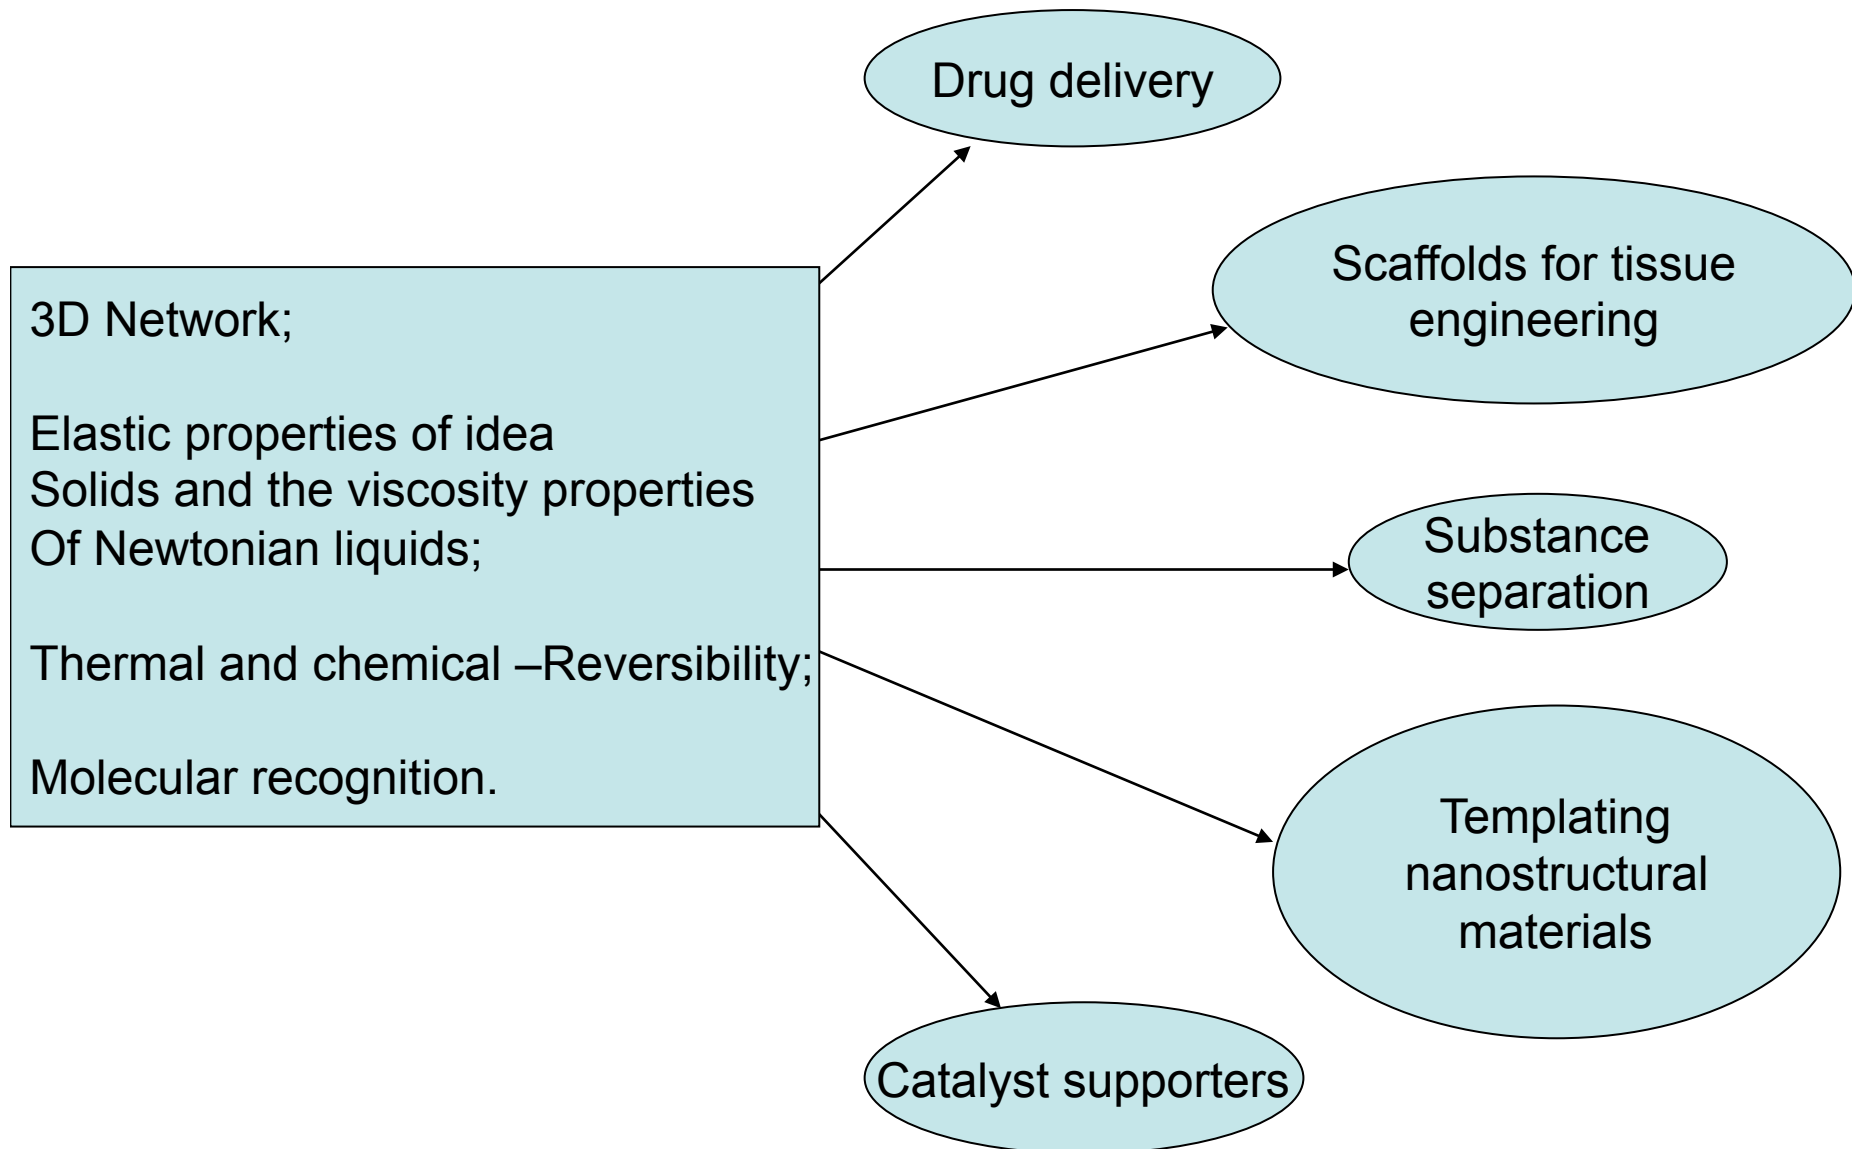 Drug delivery
Scaffolds for tissue
engineering
3D Network;
Elastic properties of idea
Solids and the viscosity properties
Of Newtonian liquids;
Thermal and chemical –Reversibility;
Molecular recognition.
Substance
separation
Templating
nanostructural
materials
Catalyst supporters